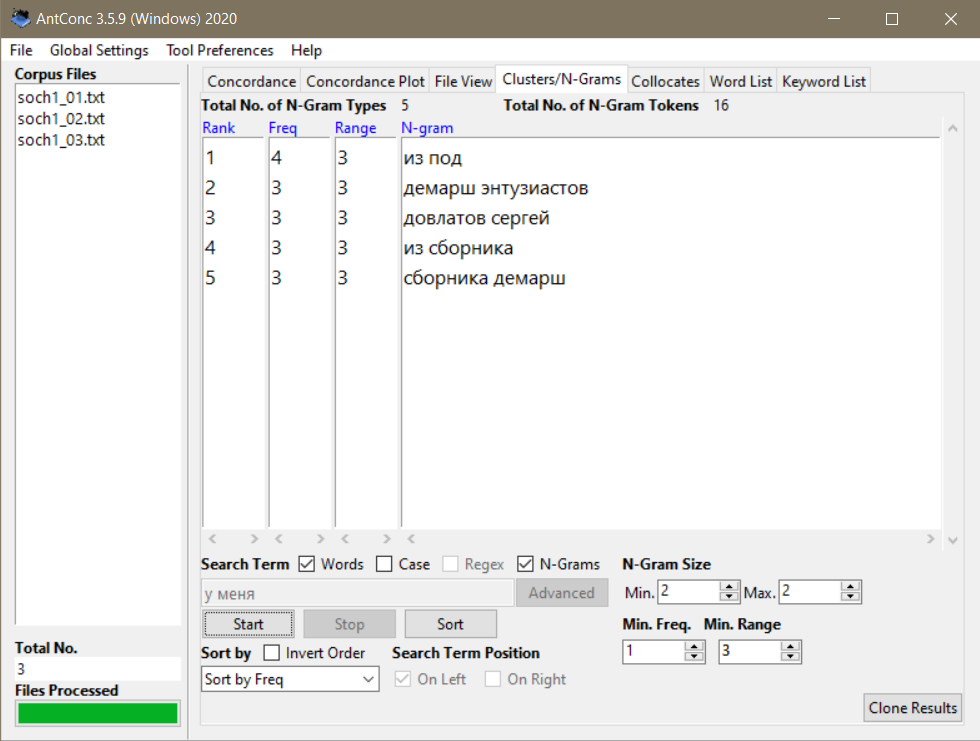 AntConc 3.5.9 (Windows) 2020
File Global Settings Tool Preferences Help
Corpus Files
soch1_01.txt
soch1_02.txt
soch1_03.txt
Total No.
3
Files Processed
Concordance Concordance Plot File View Clusters/N-Grams Collocates Word List Keyword List
Total No. of N-Gram Types 5 Total No. of N-Gram Tokens 16
Rank Freq Range N-gram
1 4 3 из под
2 3 3 демарш энтузиастов
3 3 3 довлатов сергей
4 3 3 из сборника
5 3 3 сборника демарш
Search Term Words Case Regex N-Grams N-Gram Size
у меня Advanced Min. 2 Max. 2
Start Stop Sort Min. Freq. Min. Range
Sort by Invert Order Search Term Position 1 3
Sort by Freq On Left On Right
Clone Results